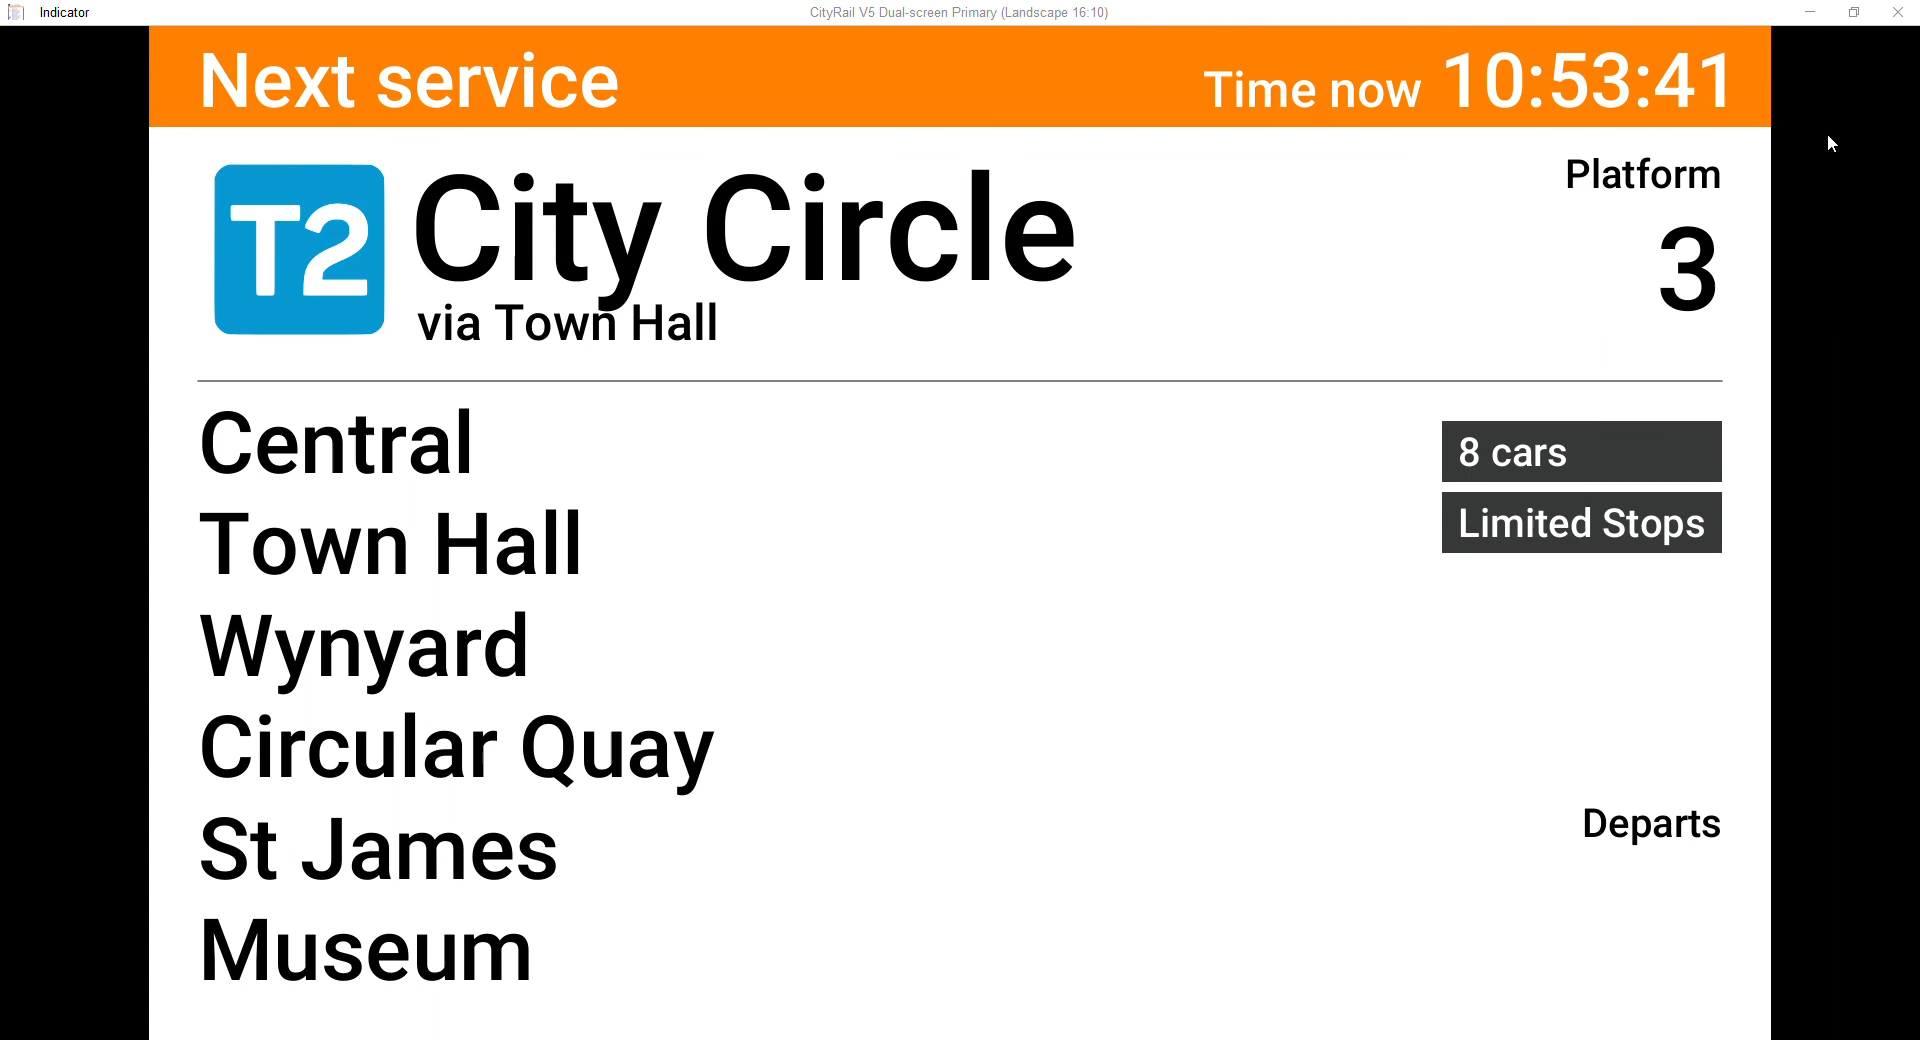 Indicator
CityRail V5 Dual-screen Primary (Landscape 16:10)
Next service
Time now 10:53:41
T2 City Circle
via Town Hall
Platform
3
Central
Town Hall
Wynyard
Circular Quay
St James
Museum
8 cars
Limited Stops
Departs